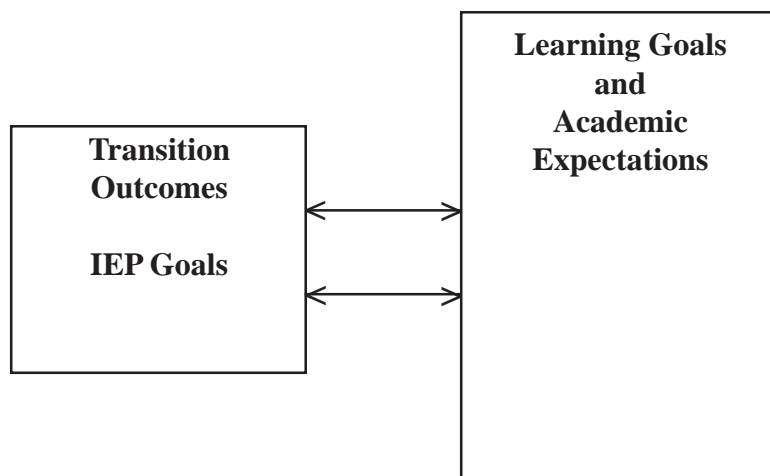 Transition
Outcomes
IEP Goals
Learning Goals
and
Academic
Expectations